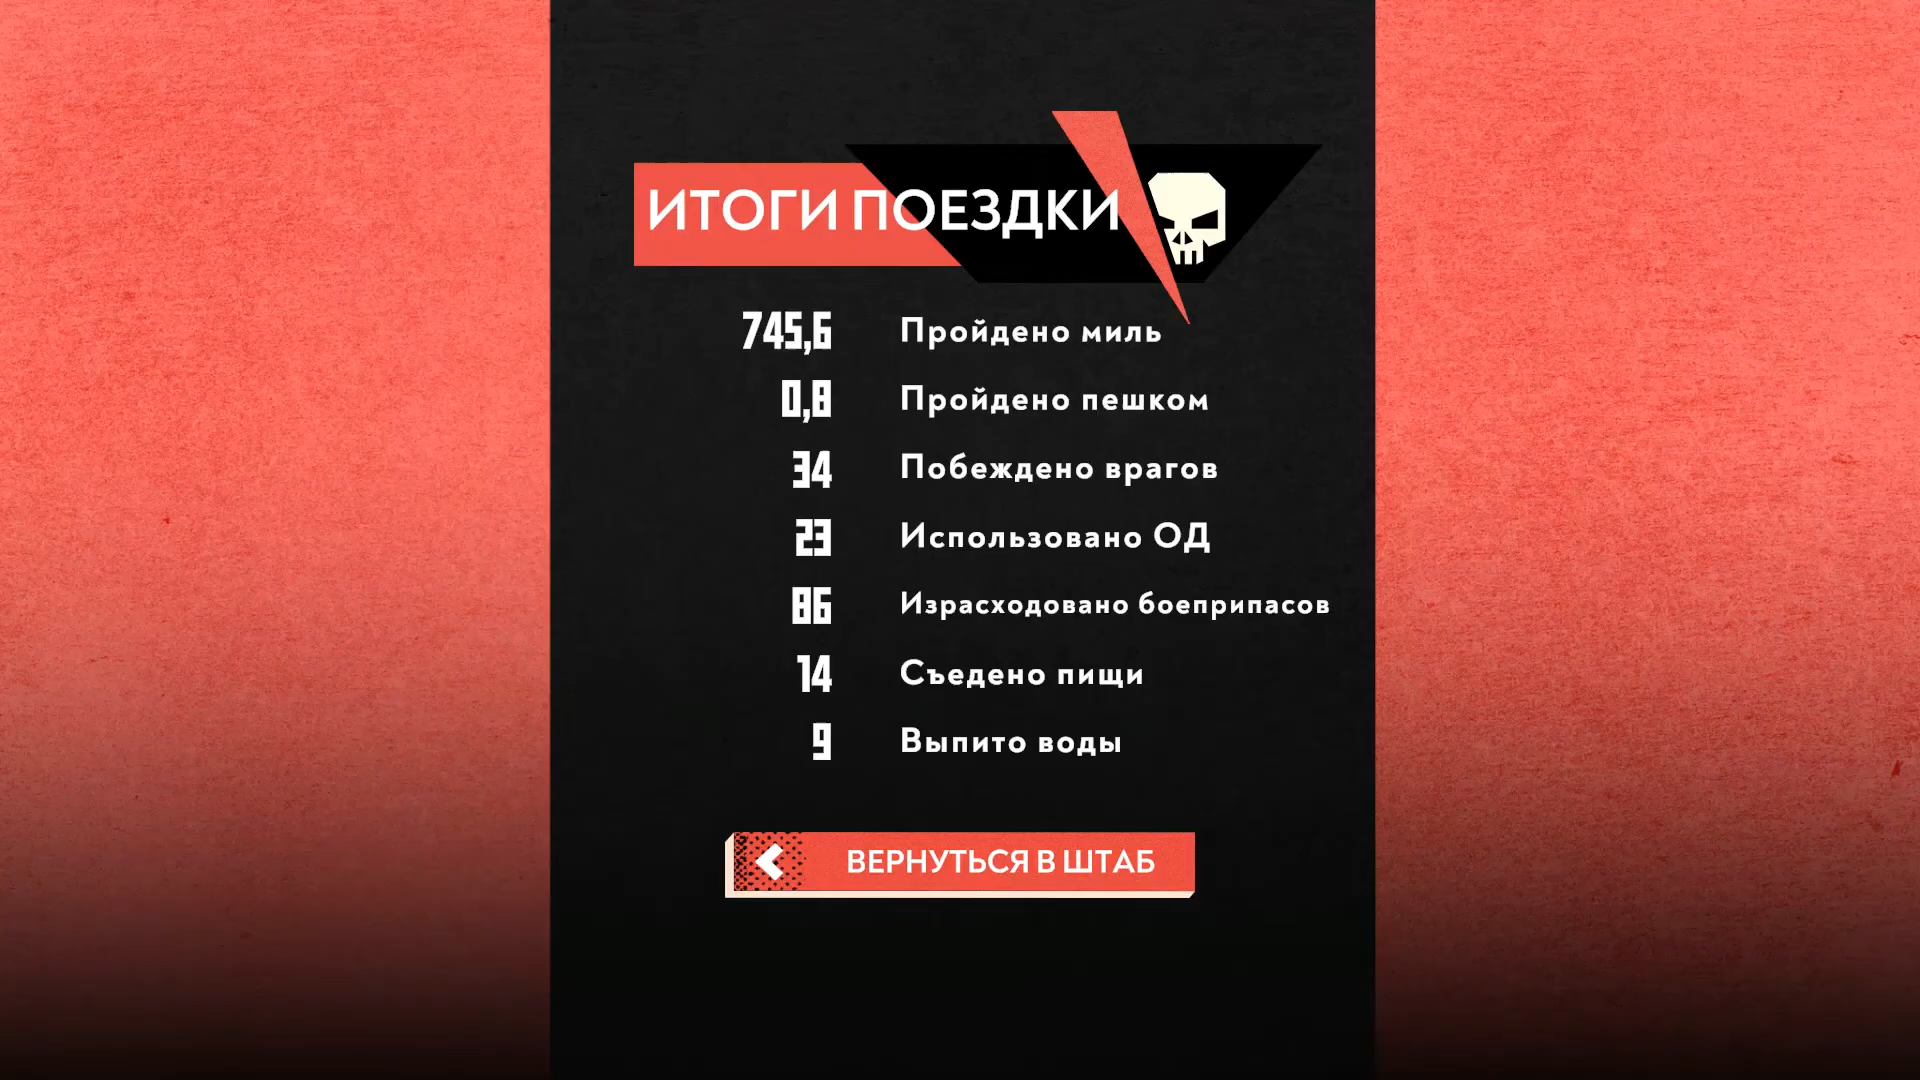 ИТОГИ ПОЕЗДКИ
745,6 Пройдено миль
0,8 Пройдено пешком
34 Побеждено врагов
23 Использовано ОД
86 Израсходовано боеприпасов
14 Съедено пищи
9 Выпито воды
ВЕРНУТЬСЯ В ШТАБ